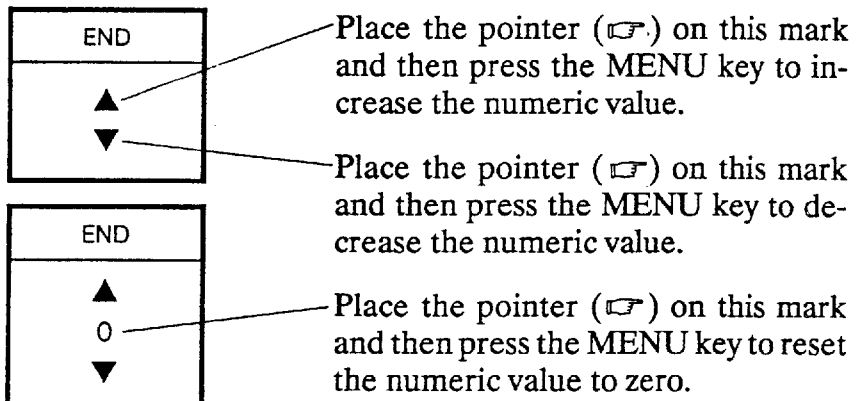 END
▲
▼
Place the pointer (☞) on this mark
and then press the MENU key to in-
crease the numeric value.
Place the pointer (☞) on this mark
and then press the MENU key to de-
crease the numeric value.
END
▲
0
▼
Place the pointer (☞) on this mark
and then press the MENU key to reset
the numeric value to zero.